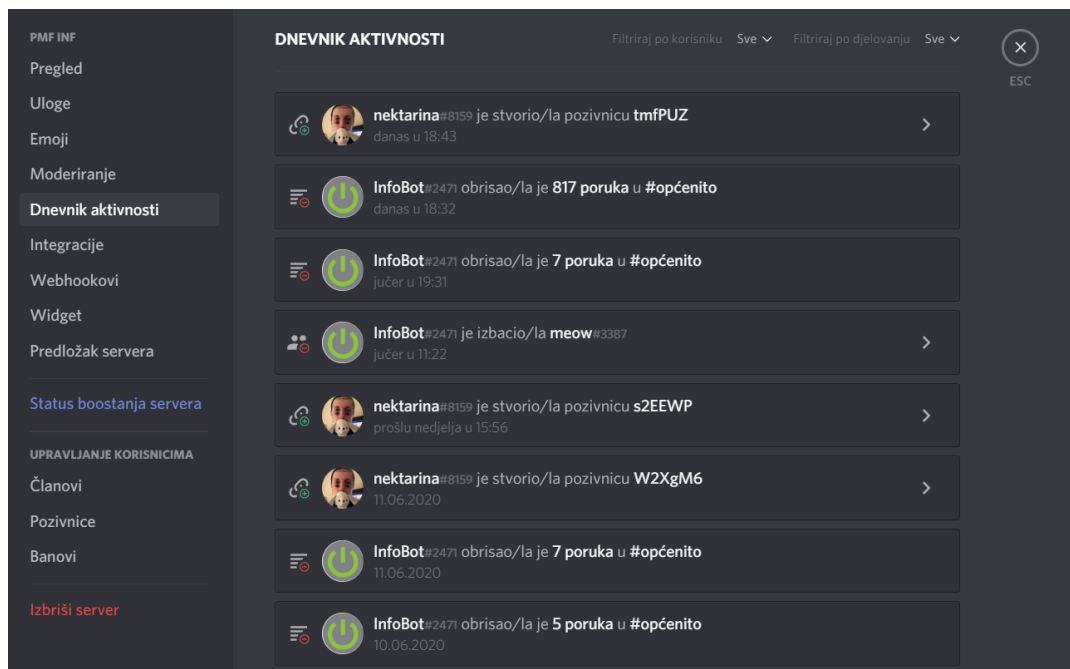 PMF INF
Pregled
Uloge
Emoji
Moderiranje
Dnevnik aktivnosti
Integracije
Webhookovi
Widget
Predložak servera
Status boostanja servera
UPRAVLJANJE KORISNICIMA
Članovi
Pozivnice
Banovi
Izbriši server
DNEVNIK AKTIVNOSTI
Filtriraj po korisniku Sve Filtriraj po djelovanju Sve
ESC
nektarina#8159 je stvorio/la pozivnicu tmfPUZ
danas u 18:43
InfoBot#2471 obrisao/la je 817 poruka u #općenito
danas u 18:32
InfoBot#2471 obrisao/la je 7 poruka u #općenito
jučer u 19:31
InfoBot#2471 je izbacio/la meow#3387
jučer u 11:22
nektarina#8159 je stvorio/la pozivnicu s2EEWP
prošlu nedjelja u 15:56
nektarina#8159 je stvorio/la pozivnicu W2XgM6
11.06.2020
InfoBot#2471 obrisao/la je 7 poruka u #općenito
11.06.2020
InfoBot#2471 obrisao/la je 5 poruka u #općenito
10.06.2020